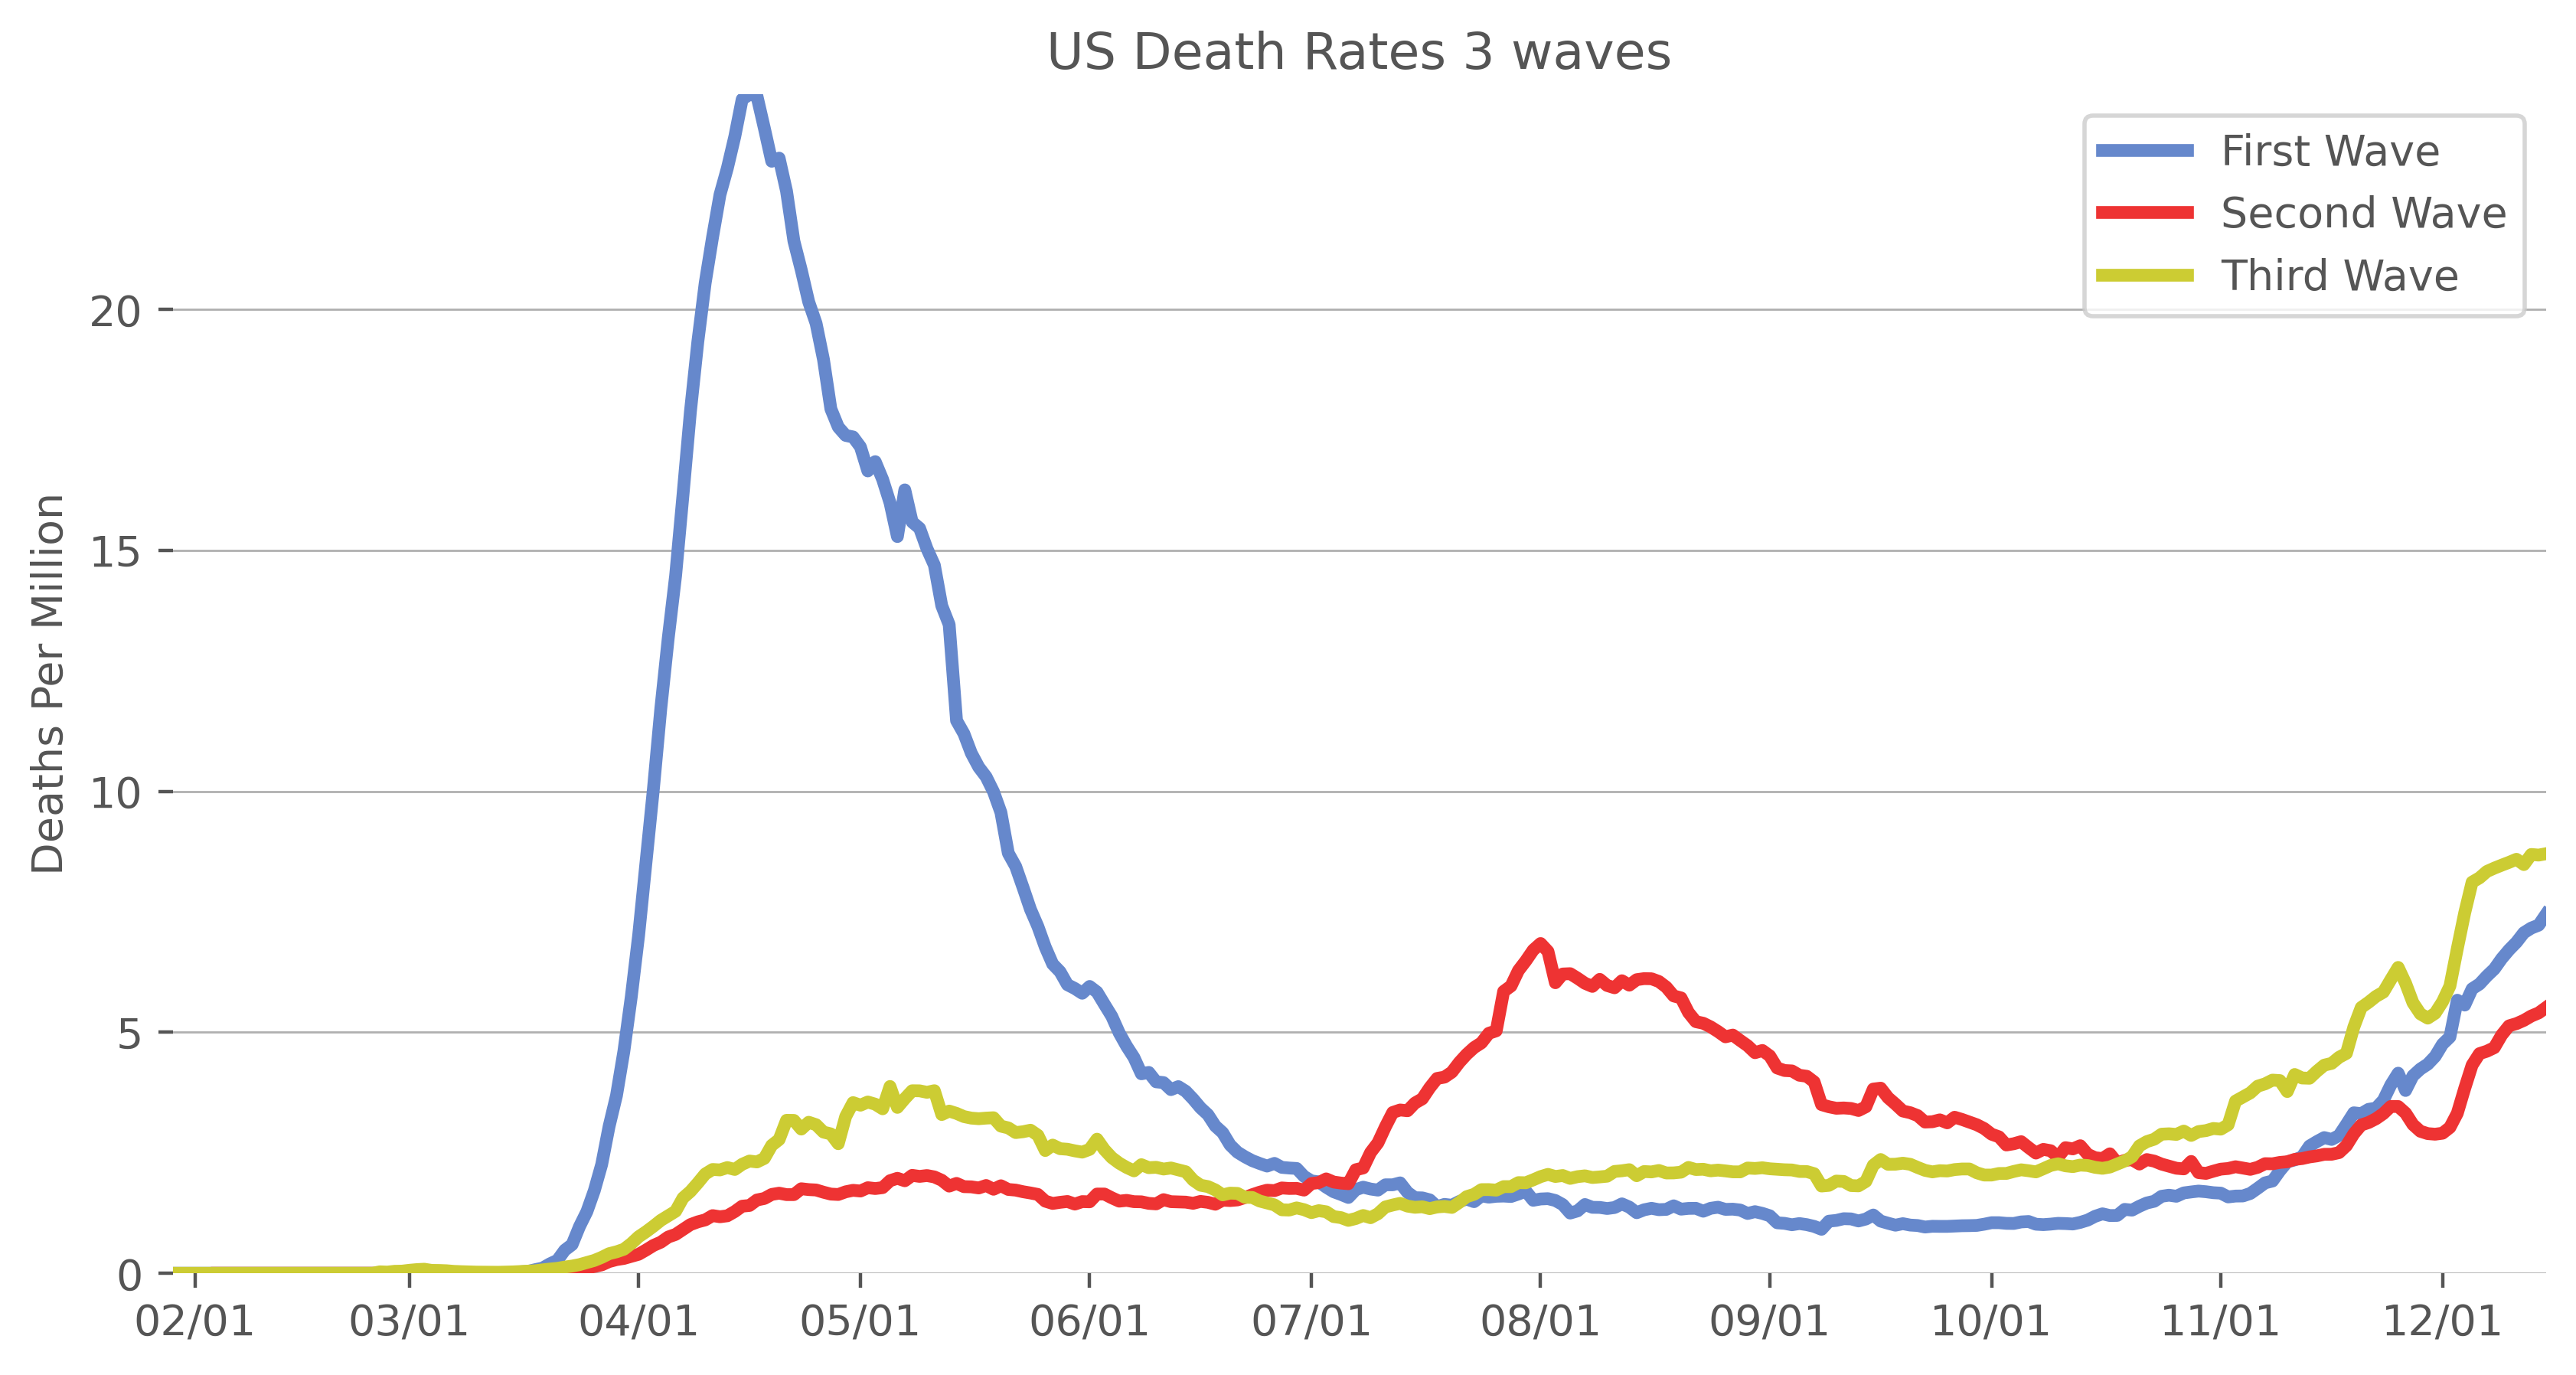 US Death Rates 3 waves
First Wave
Second Wave
Third Wave
Deaths Per Million
20
15
10
5
0
02/01 03/01 04/01 05/01 06/01 07/01 08/01 09/01 10/01 11/01 12/01